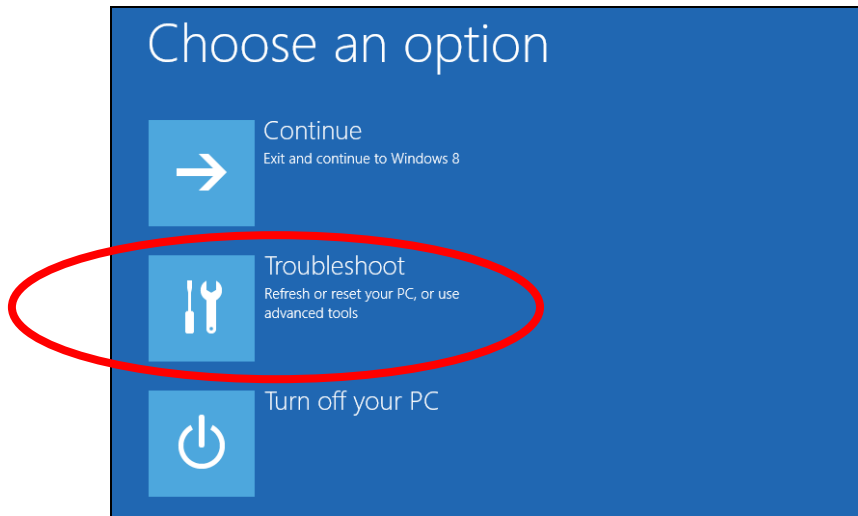 Choose an option
Continue
Exit and continue to Windows 8
Troubleshoot
Refresh or reset your PC, or use
advanced tools
Turn off your PC